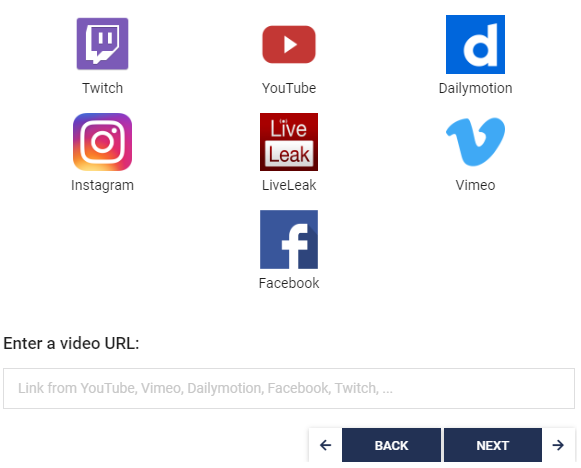 Twitch
YouTube
Dailymotion
Live
Leak
Instagram
LiveLeak
Vimeo
Facebook
Enter a video URL:
Link from YouTube, Vimeo, Dailymotion, Facebook, Twitch, ...
BACK
NEXT